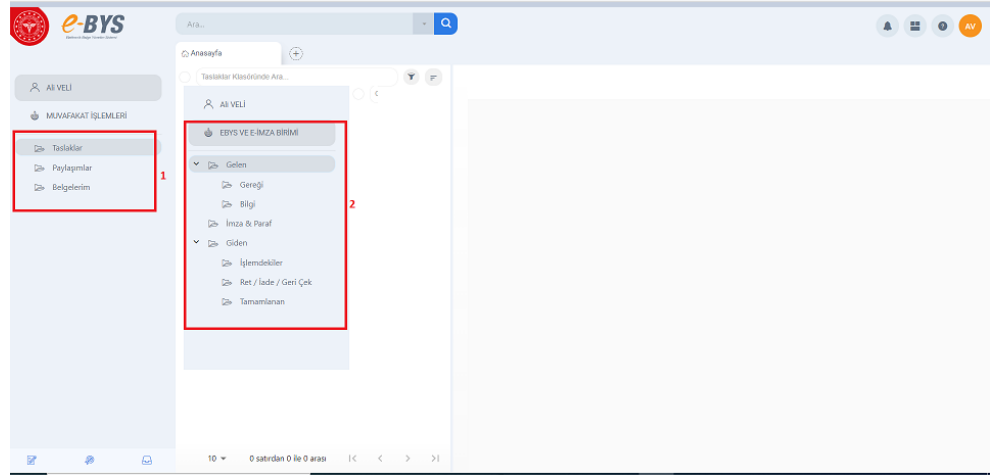 e-BYS
Ara...
AV
Anasayfa
Taslaklar Klasöründe Ara...
Ali VELİ
MUVAFAKAT İŞLEMLERİ
Taslaklar
Paylaşımlar
Belgelerim
1
Ali VELİ
EBYS VE E-İMZA BİRİMİ
Gelen
Gereği
Bilgi
2
İmza & Paraf
Giden
İşlemdekiler
Ret / İade / Geri Çek
Tamamlanan
10 0 satırdan 0 ile 0 arası